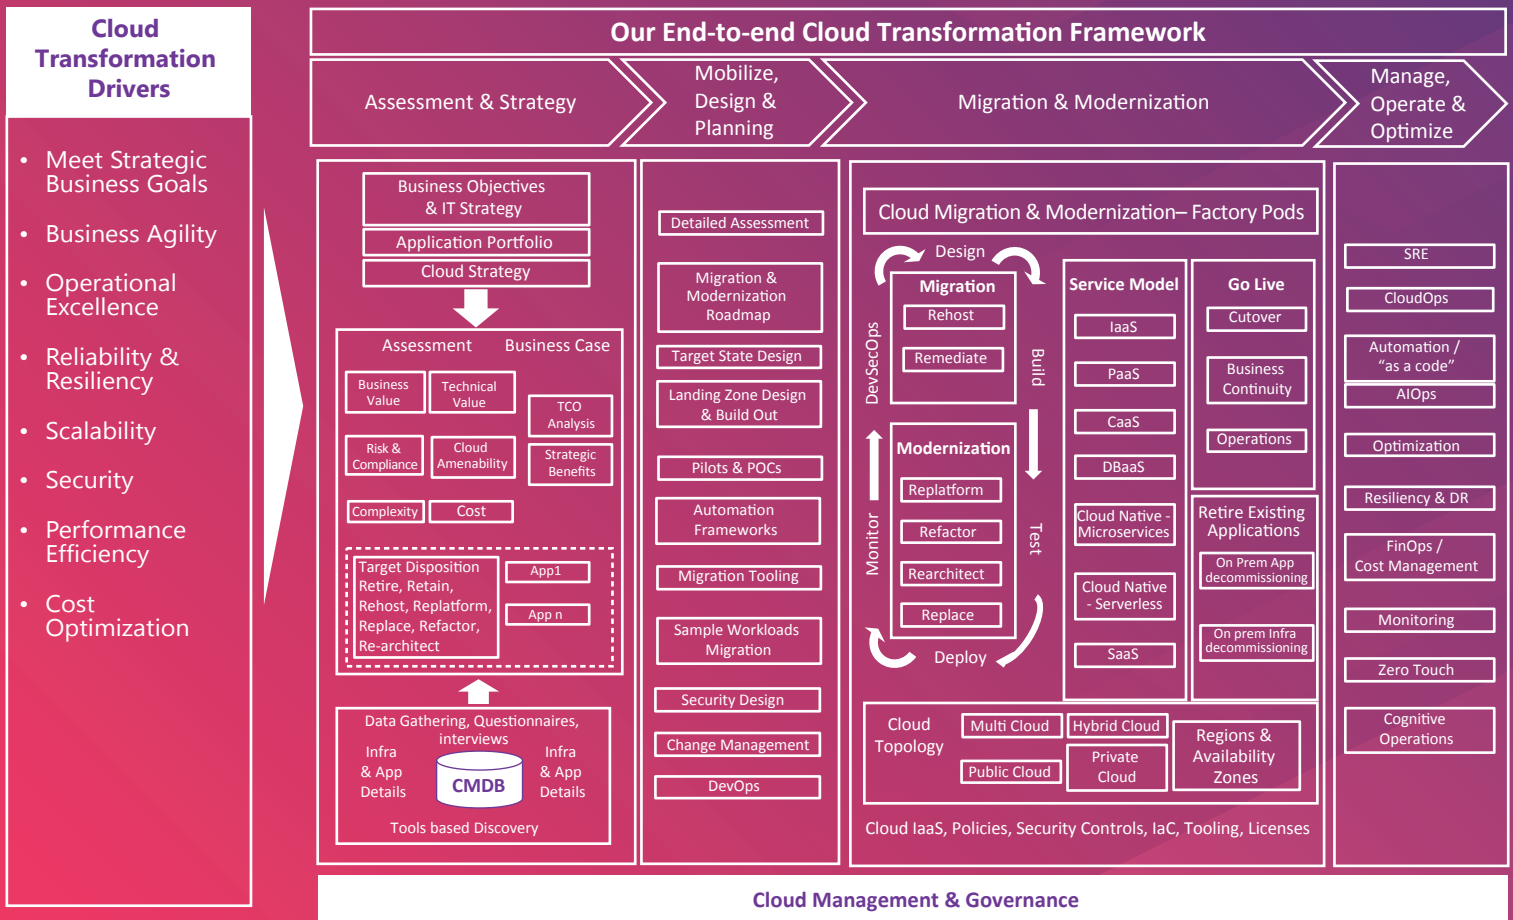 Cloud
Transformation
Drivers
• Meet Strategic
Business Goals
• Business Agility
• Operational
Excellence
• Reliability &
Resiliency
• Scalability
• Security
• Performance
Efficiency
• Cost
Optimization
Our End-to-end Cloud Transformation Framework
Assessment & Strategy
Mobilize,
Design &
Planning
Migration & Modernization
Manage,
Operate &
Optimize
Business Objectives
& IT Strategy
Application Portfolio
Cloud Strategy
Assessment
Business Case
Business
Value
Technical
Value
TCO
Analysis
Risk &
Compliance
Cloud
Amenability
Strategic
Benefits
Complexity
Cost
Target Disposition
Retire, Retain,
Rehost, Replatform,
Replace, Refactor,
Re-architect
App1
App n
Data Gathering, Questionnaires,
interviews
Infra
& App
Details
CMDB
Infra
& App
Details
Tools based Discovery
Detailed Assessment
Migration &
Modernization
Roadmap
Target State Design
Landing Zone Design
& Build Out
Pilots & POCs
Automation
Frameworks
Migration Tooling
Sample Workloads
Migration
Security Design
Change Management
DevOps
Cloud Migration & Modernization– Factory Pods
Design
Build
Test
Deploy
Monitor
DevSecOps
Migration
Rehost
Remediate
Modernization
Replatform
Refactor
Rearchitect
Replace
Service Model
IaaS
PaaS
CaaS
DBaaS
Cloud Native -
Microservices
Cloud Native
- Serverless
SaaS
Go Live
Cutover
Business
Continuity
Operations
Retire Existing
Applications
On Prem App
decommissioning
On prem Infra
decommissioning
Cloud
Topology
Multi Cloud
Hybrid Cloud
Public Cloud
Private
Cloud
Regions &
Availability
Zones
Cloud IaaS, Policies, Security Controls, IaC, Tooling, Licenses
SRE
CloudOps
Automation /
“as a code”
AIOps
Optimization
Resiliency & DR
FinOps /
Cost Management
Monitoring
Zero Touch
Cognitive
Operations
Cloud Management & Governance